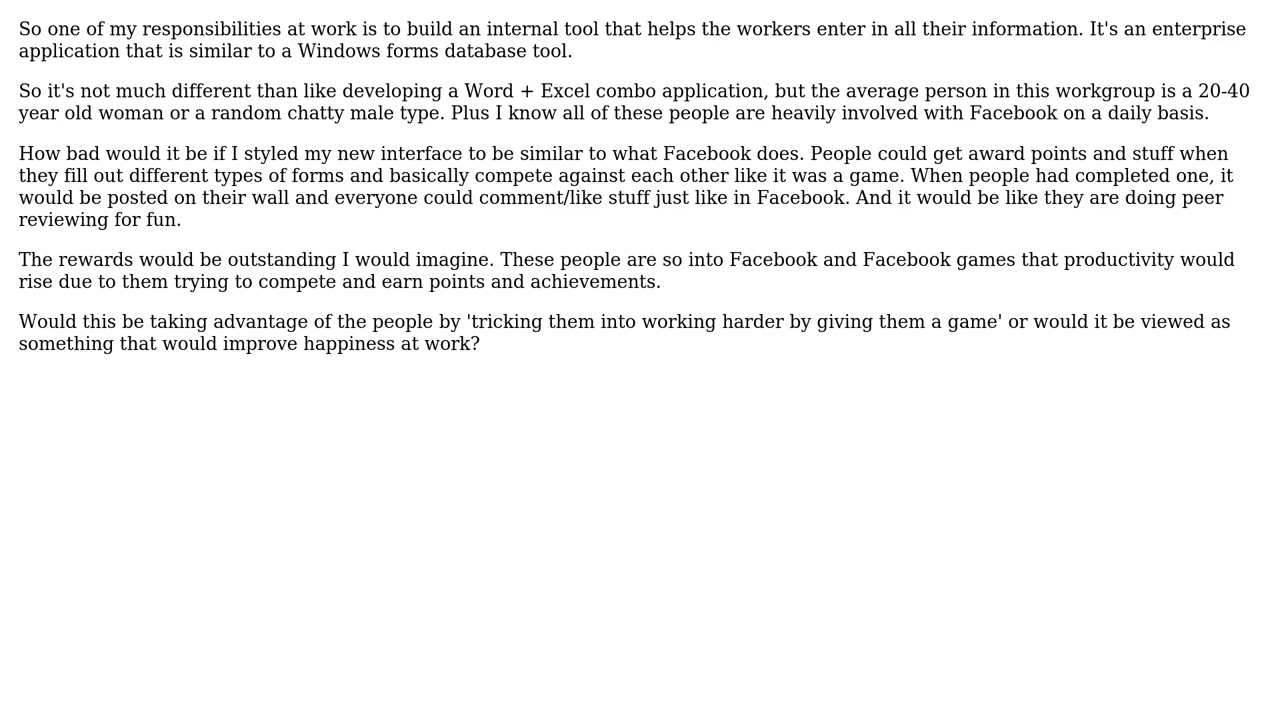 So one of my responsibilities at work is to build an internal tool that helps the workers enter in all their information. It's an enterprise
application that is similar to a Windows forms database tool.
So it's not much different than like developing a Word + Excel combo application, but the average person in this workgroup is a 20-40
year old woman or a random chatty male type. Plus I know all of these people are heavily involved with Facebook on a daily basis.
How bad would it be if I styled my new interface to be similar to what Facebook does. People could get award points and stuff when
they fill out different types of forms and basically compete against each other like it was a game. When people had completed one, it
would be posted on their wall and everyone could comment/like stuff just like in Facebook. And it would be like they are doing peer
reviewing for fun.
The rewards would be outstanding I would imagine. These people are so into Facebook and Facebook games that productivity would
rise due to them trying to compete and earn points and achievements.
Would this be taking advantage of the people by 'tricking them into working harder by giving them a game' or would it be viewed as
something that would improve happiness at work?